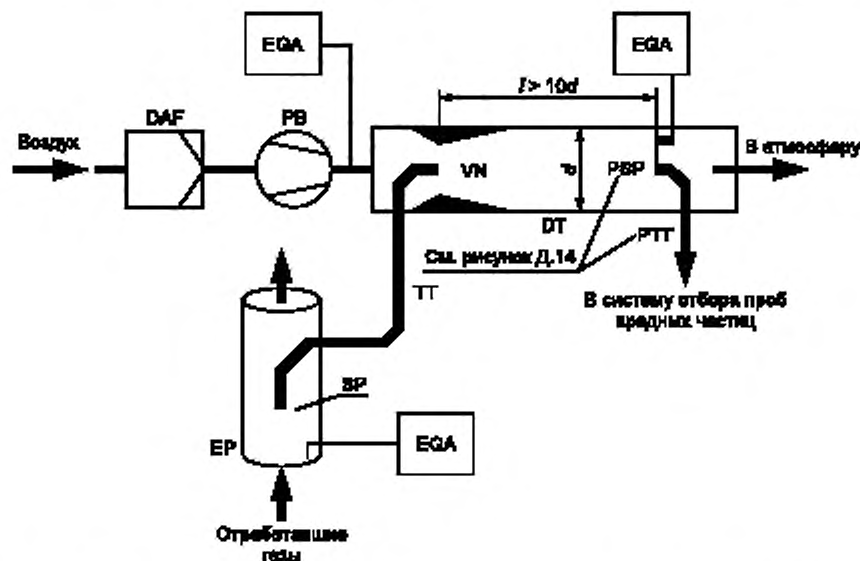 EGA
EGA
l > 10d
DAF
PB
Воздух
В атмосферу
VN
d
PSP
DT
PTT
См. рисунок Д.14
TT
В систему отбора проб
вредных частиц
SP
EP
EGA
Отработавшие
газы